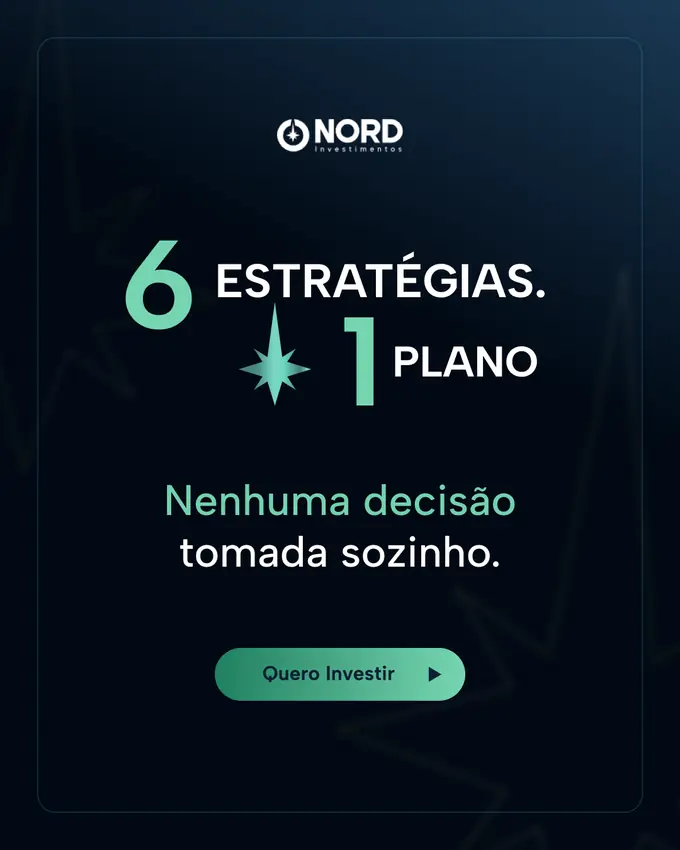 NORD
Investimentos
6 ESTRATÉGIAS.
1 PLANO
Nenhuma decisão
tomada sozinho.
Quero Investir